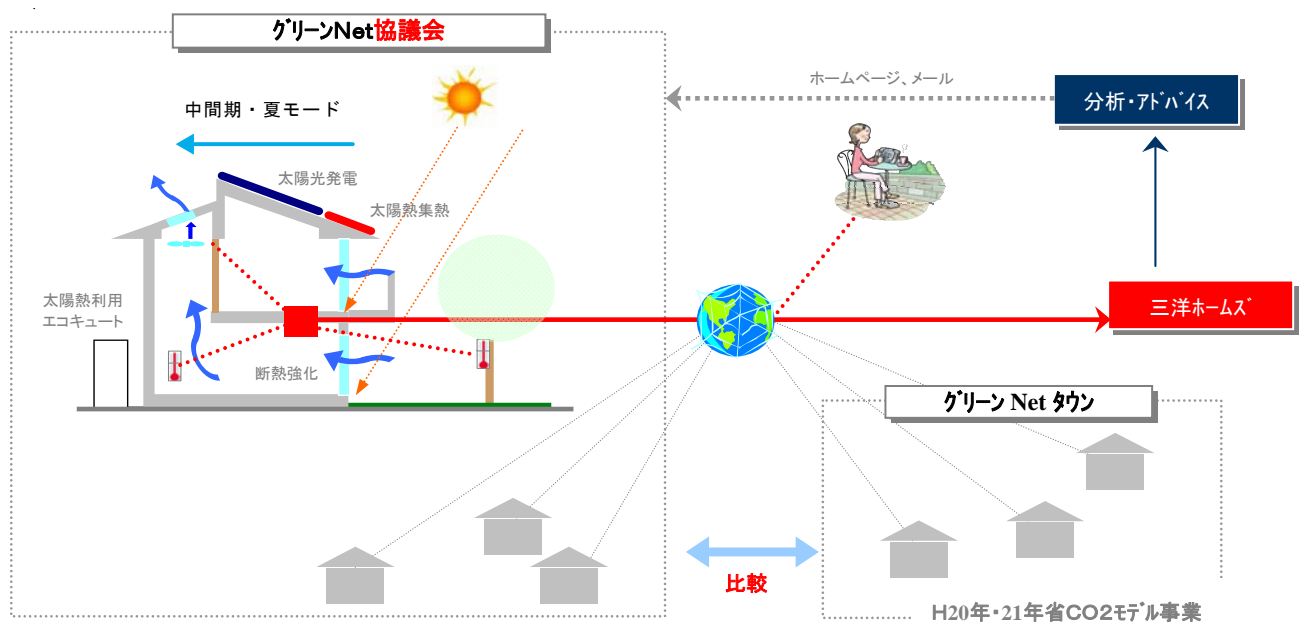 グリーンNet協議会
ホームページ、メール
分析・アドバイス
中間期・夏モード
太陽光発電
太陽熱集熱
太陽熱利用
エコキュート
断熱強化
三洋ホームズ
グリーン Net タウン
比較
H20年・21年省CO2モデル事業